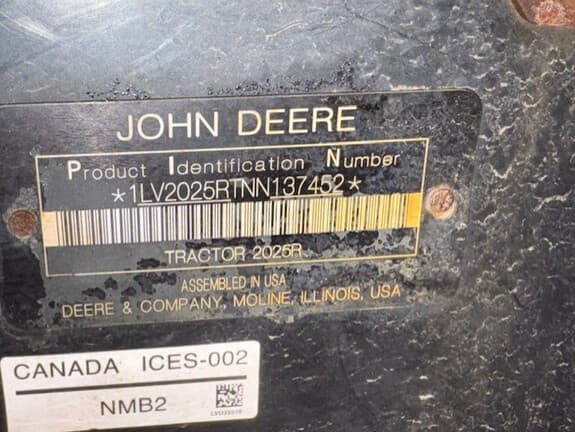 JOHN DEERE
Product Identification Number
*1LV2025RTNN137452*
TRACTOR 2025R
ASSEMBLED IN USA
DEERE & COMPANY, MOLINE, ILLINOIS, USA
CANADA ICES-002
NMB2